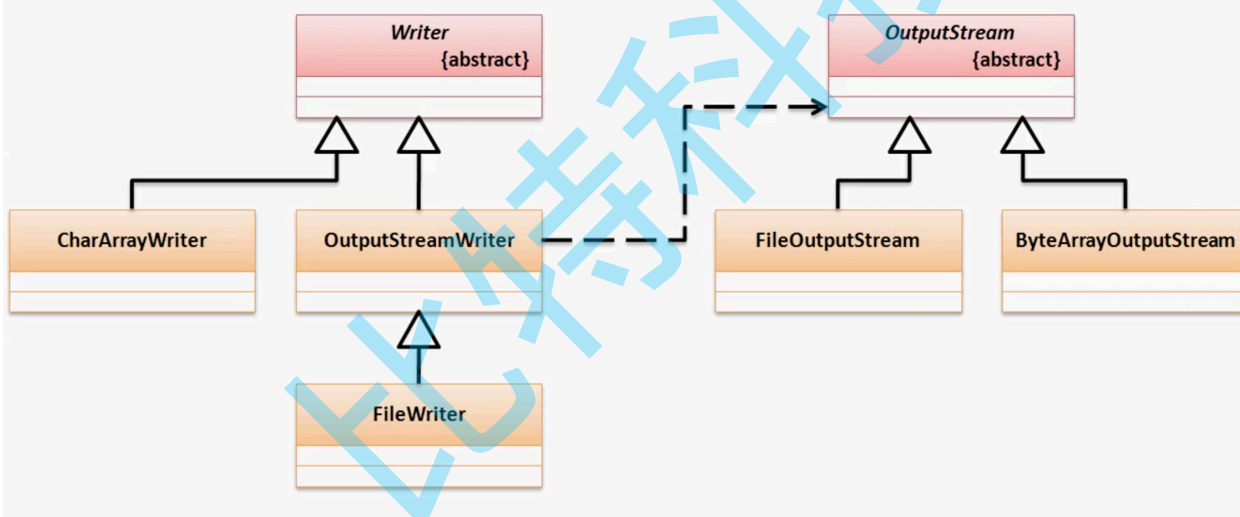 Writer
{abstract}
OutputStream
{abstract}
CharArrayWriter
OutputStreamWriter
FileOutputStream
ByteArrayOutputStream
FileWriter
比特科